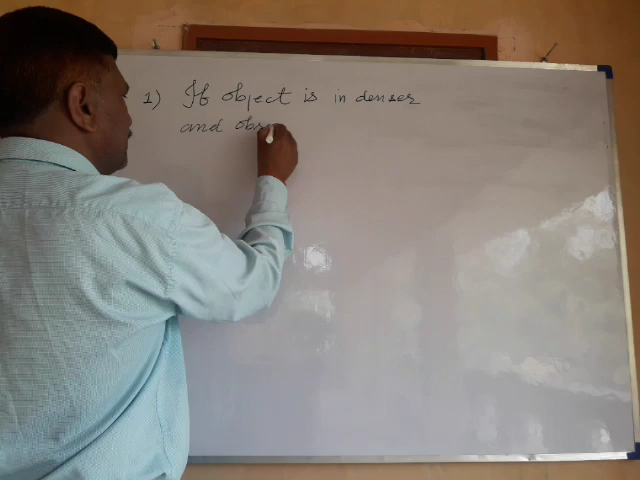 1) If object is in denser
and obs